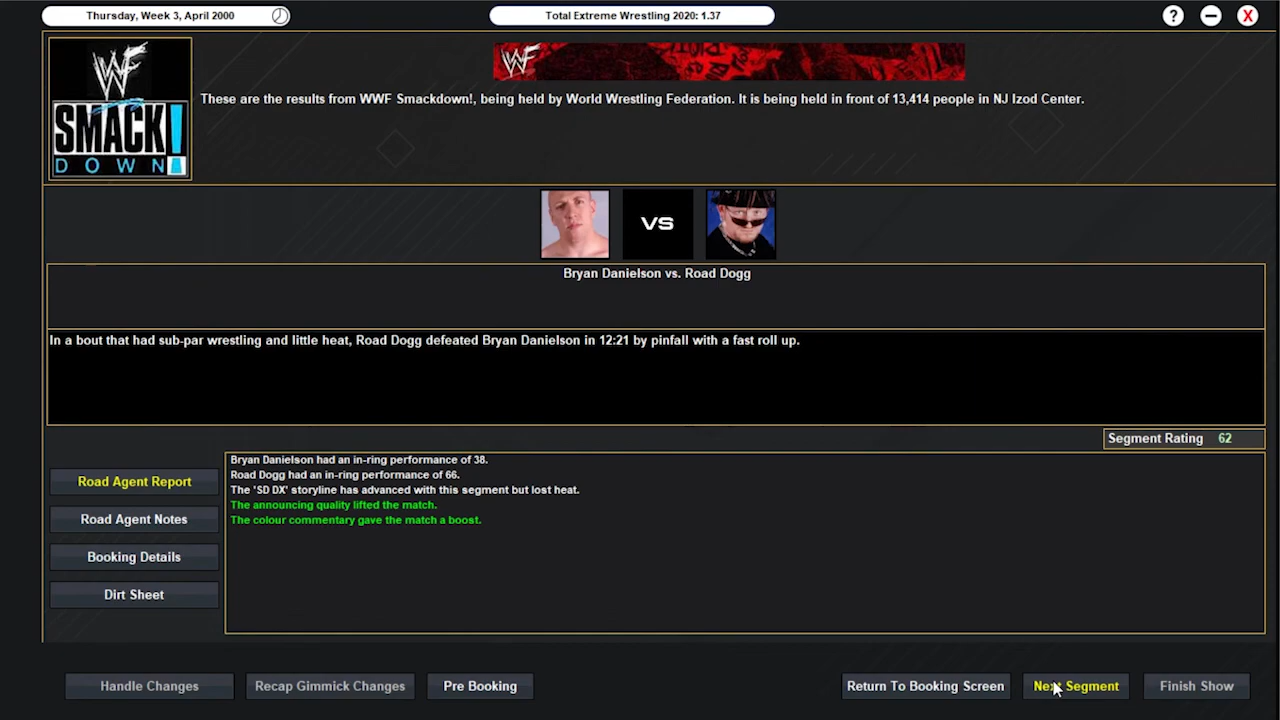 Thursday, Week 3, April 2000
Total Extreme Wrestling 2020: 1.37
?
X
WF
SMACK!
DOWN
WF
These are the results from WWF Smackdown!, being held by World Wrestling Federation. It is being held in front of 13,414 people in NJ Izod Center.
VS
Bryan Danielson vs. Road Dogg
In a bout that had sub-par wrestling and little heat, Road Dogg defeated Bryan Danielson in 12:21 by pinfall with a fast roll up.
Segment Rating 62
Road Agent Report
Road Agent Notes
Booking Details
Dirt Sheet
Bryan Danielson had an in-ring performance of 38.
Road Dogg had an in-ring performance of 66.
The 'SD DX' storyline has advanced with this segment but lost heat.
The announcing quality lifted the match.
The colour commentary gave the match a boost.
Handle Changes
Recap Gimmick Changes
Pre Booking
Return To Booking Screen
Next Segment
Finish Show